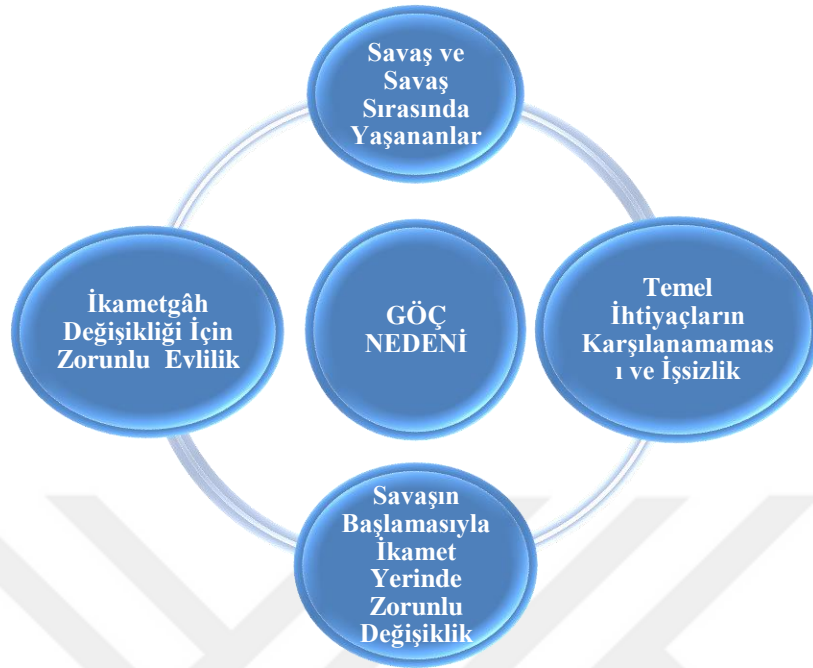 Savaş ve
Savaş
Sırasında
Yaşananlar
İkametgâh
Değişikliği İçin
Zorunlu Evlilik
GÖÇ
NEDENİ
Temel
İhtiyaçların
Karşılanamamas
ı ve İşsizlik
Savaşın
Başlamasıyla
İkamet
Yerinde
Zorunlu
Değişiklik